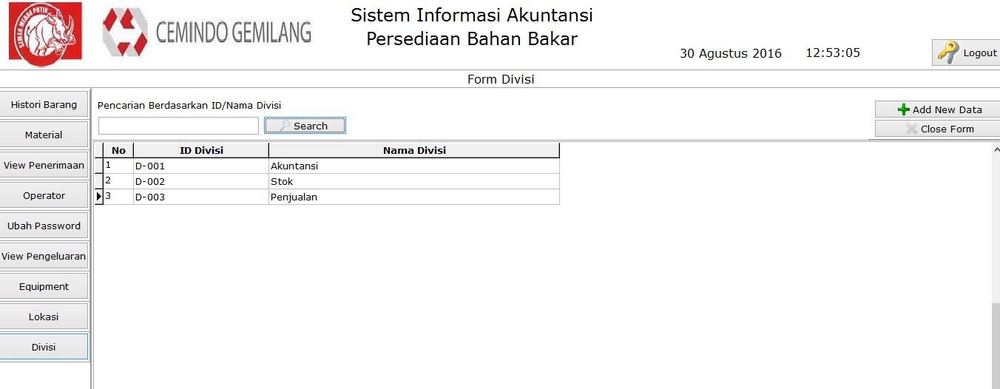 SEMEN MERAH PUTIH
CEMINDO GEMILANG
Sistem Informasi Akuntansi
Persediaan Bahan Bakar
30 Agustus 2016 12:53:05
Logout
Form Divisi
Histori Barang
Material
View Penerimaan
Operator
Ubah Password
View Pengeluaran
Equipment
Lokasi
Divisi
Pencarian Berdasarkan ID/Nama Divisi
Search
Add New Data
Close Form
No ID Divisi Nama Divisi
1 D-001 Akuntansi
2 D-002 Stok
3 D-003 Penjualan